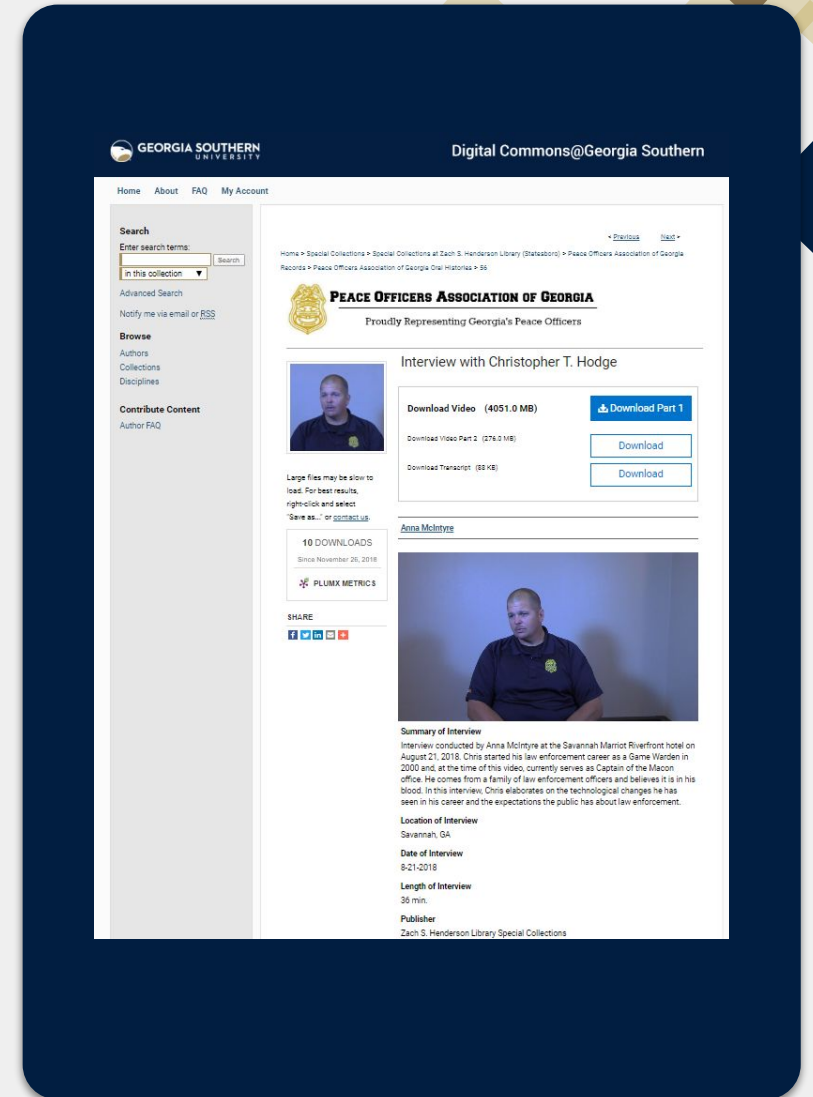 GEORGIA SOUTHERN
UNIVERSITY
Digital Commons@Georgia Southern
Home About FAQ My Account
Search
Enter search terms:
Search
in this collection ▼
Advanced Search
Notify me via email or RSS
Browse
Authors
Collections
Disciplines
Contribute Content
Author FAQ
< Previous Next >
Home > Special Collections > Special Collections at Zach S. Henderson Library (Statesboro) > Peace Officers Association of Georgia
Records > Peace Officers Association of Georgia Oral Histories > 56
PEACE OFFICERS ASSOCIATION OF GEORGIA
Proudly Representing Georgia's Peace Officers
Large files may be slow to
load. For best results,
right-click and select
"Save as..." or contact us.
10 DOWNLOADS
Since November 26, 2018
PLUMX METRICS
SHARE
Interview with Christopher T. Hodge
Download Video (4051.0 MB)
Download Part 1
Download Video Part 2 (276.0 MB)
Download
Download Transcript (88 KB)
Download
Anna McIntyre
Summary of Interview
Interview conducted by Anna McIntyre at the Savannah Marriot Riverfront hotel on
August 21, 2018. Chris started his law enforcement career as a Game Warden in
2000 and, at the time of this video, currently serves as Captain of the Macon
office. He comes from a family of law enforcement officers and believes it is in his
blood. In this interview, Chris elaborates on the technological changes he has
seen in his career and the expectations the public has about law enforcement.
Location of Interview
Savannah, GA
Date of Interview
8-21-2018
Length of Interview
36 min.
Publisher
Zach S. Henderson Library Special Collections